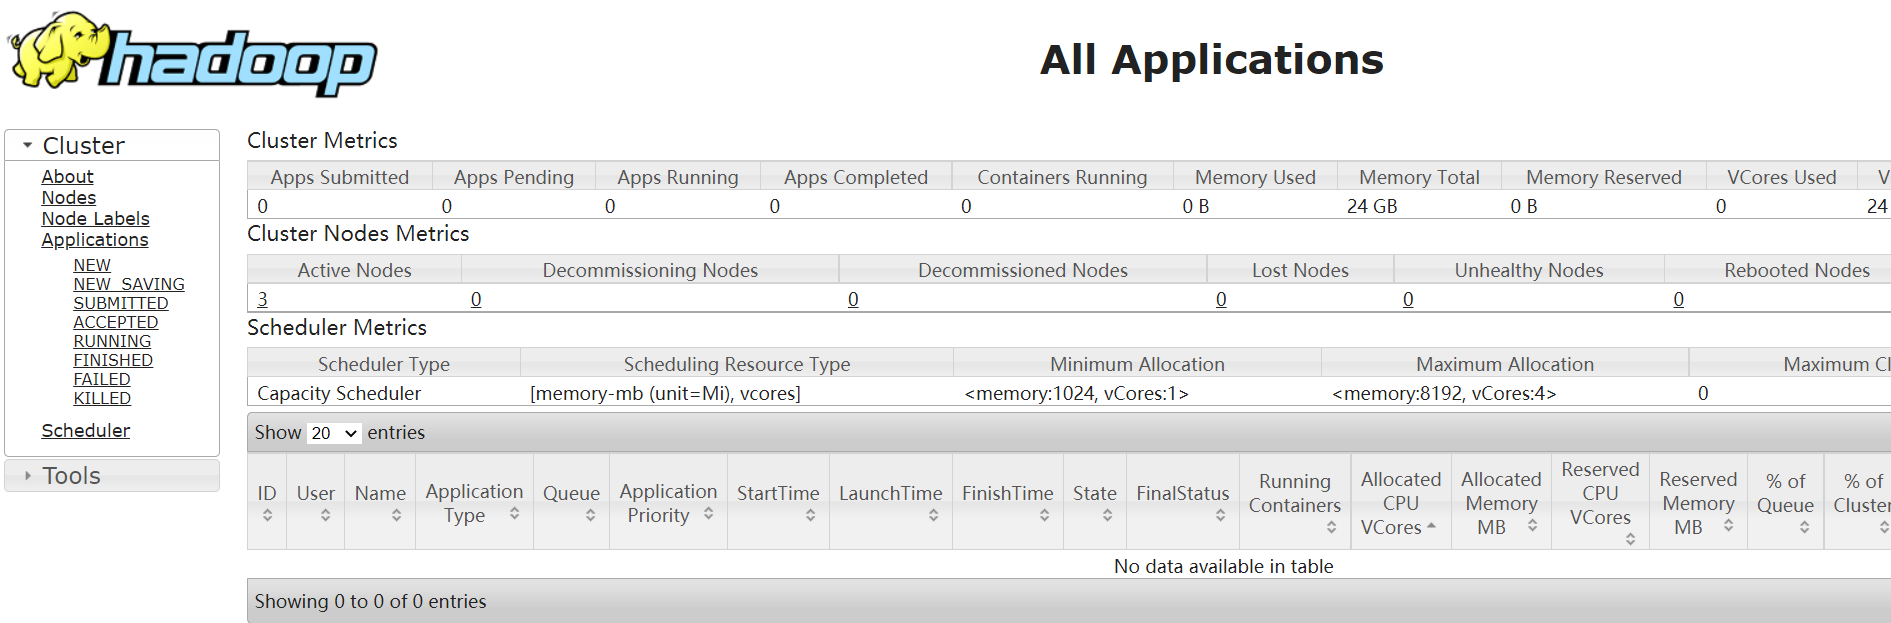 hadoop
All Applications
Cluster
About
Nodes
Node Labels
Applications
NEW
NEW_SAVING
SUBMITTED
ACCEPTED
RUNNING
FINISHED
FAILED
KILLED
Scheduler
Tools
Cluster Metrics
Apps Submitted Apps Pending Apps Running Apps Completed Containers Running Memory Used Memory Total Memory Reserved VCores Used V
0 0 0 0 0 0 B 24 GB 0 B 0 24
Cluster Nodes Metrics
Active Nodes Decommissioning Nodes Decommissioned Nodes Lost Nodes Unhealthy Nodes Rebooted Nodes
3 0 0 0 0 0
Scheduler Metrics
Scheduler Type Scheduling Resource Type Minimum Allocation Maximum Allocation Maximum Cl
Capacity Scheduler [memory-mb (unit=Mi), vcores] <memory:1024, vCores:1> <memory:8192, vCores:4> 0
Show 20 entries
ID User Name Application Type Queue Application Priority StartTime LaunchTime FinishTime State FinalStatus Running Containers Allocated CPU VCores Allocated Memory MB Reserved CPU VCores Reserved Memory MB % of Queue % of Cluster
No data available in table
Showing 0 to 0 of 0 entries